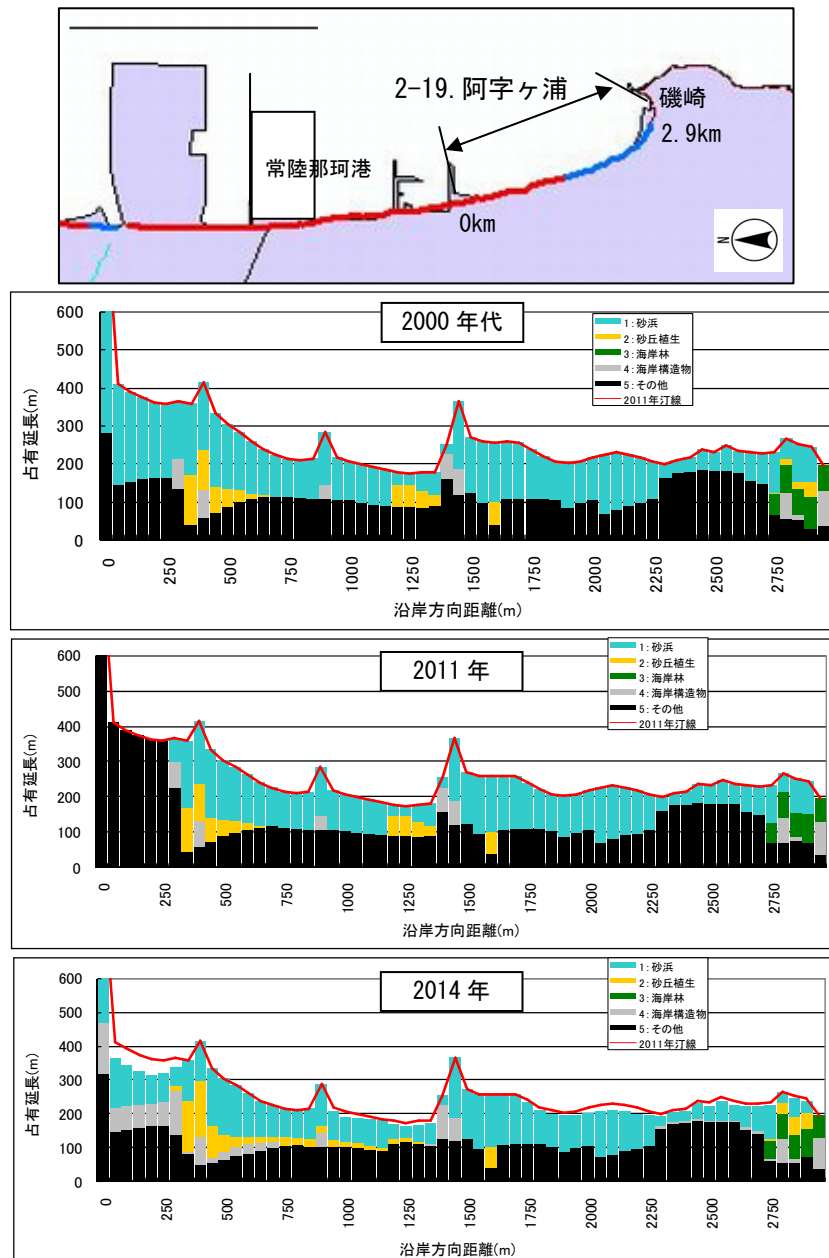 2-19. 阿字ヶ浦
磯崎
2.9km
常陸那珂港
0km
N
2000 年代
1:砂浜
2:砂丘植生
3:海岸林
4:海岸構造物
5:その他
2011年汀線
占有延長(m)
600
500
400
300
200
100
0
0
250
500
750
1000
1250
1500
1750
2000
2250
2500
2750
沿岸方向距離(m)
2011 年
1:砂浜
2:砂丘植生
3:海岸林
4:海岸構造物
5:その他
2011年汀線
占有延長(m)
600
500
400
300
200
100
0
0
250
500
750
1000
1250
1500
1750
2000
2250
2500
2750
沿岸方向距離(m)
2014 年
1:砂浜
2:砂丘植生
3:海岸林
4:海岸構造物
5:その他
2011年汀線
占有延長(m)
600
500
400
300
200
100
0
0
250
500
750
1000
1250
1500
1750
2000
2250
2500
2750
沿岸方向距離(m)